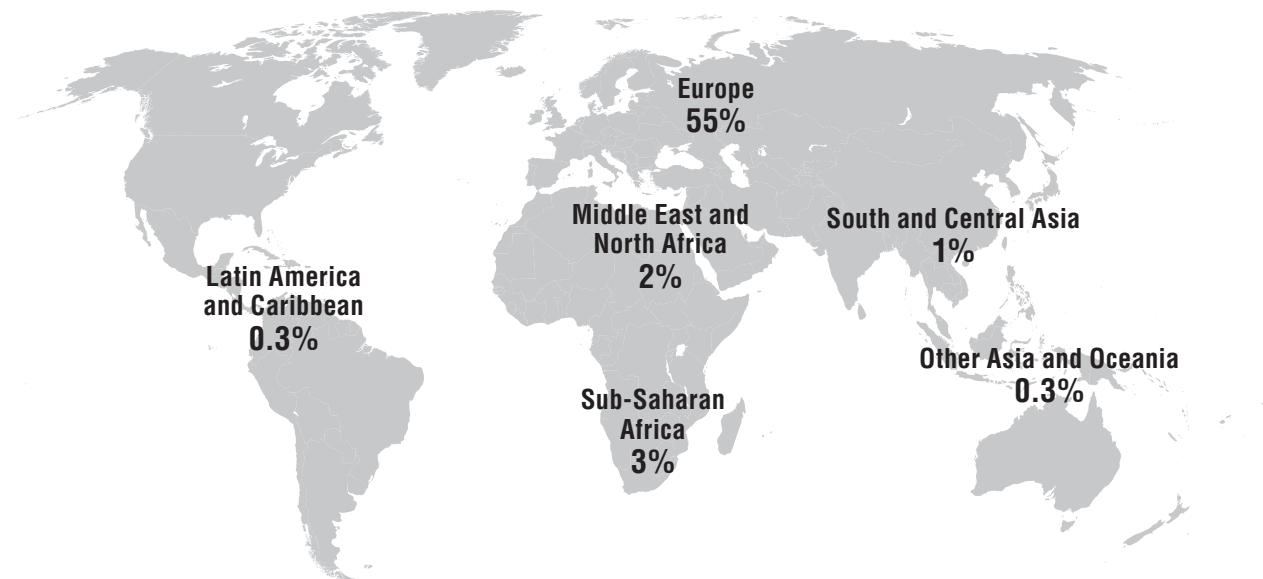 Europe
55%
Middle East and
North Africa
2%
South and Central Asia
1%
Latin America
and Caribbean
0.3%
Other Asia and Oceania
0.3%
Sub-Saharan
Africa
3%